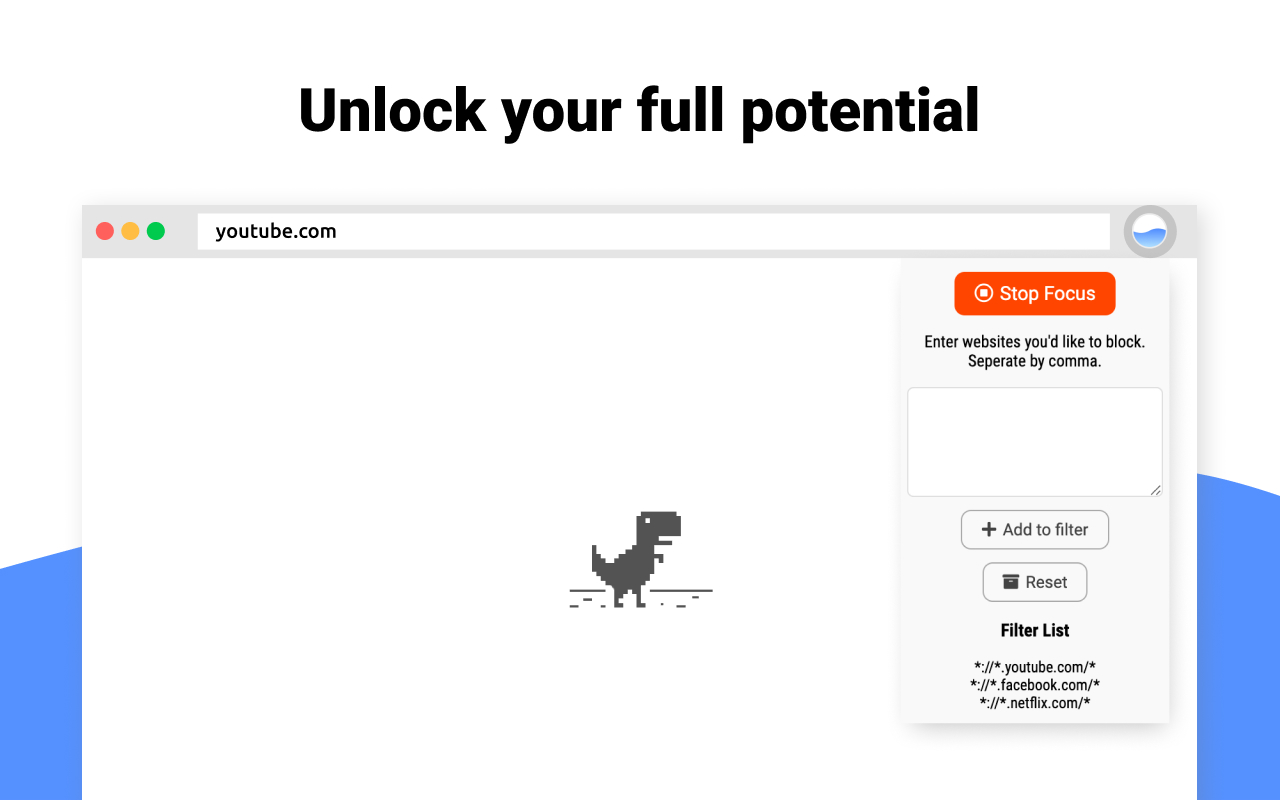 Unlock your full potential
youtube.com
Stop Focus
Enter websites you'd like to block.
Seperate by comma.
Add to filter
Reset
Filter List
*://*.youtube.com/*
*://*.facebook.com/*
*://*.netflix.com/*